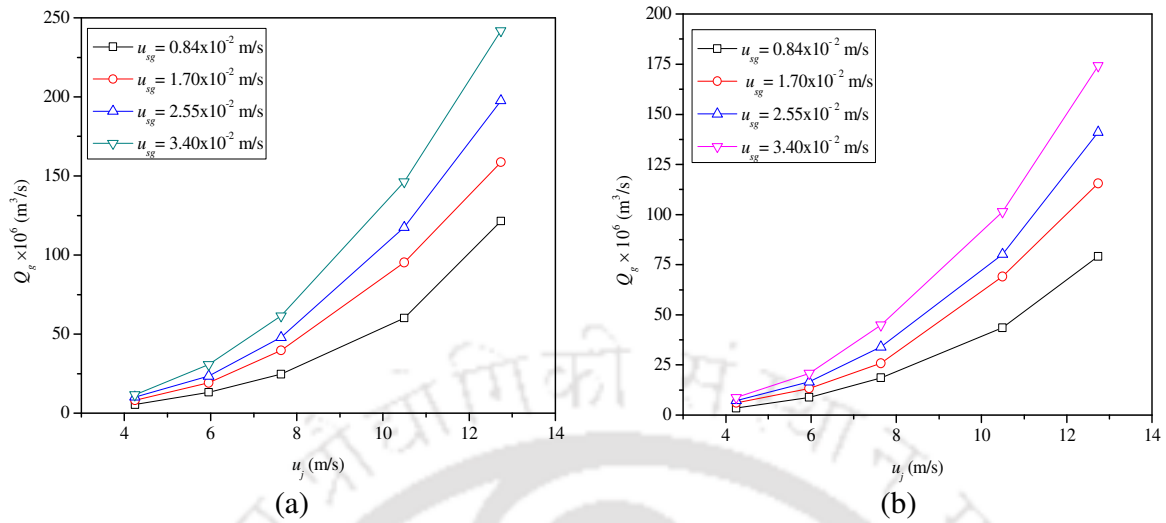 250
200
150
100
50
0
Q_g ×10^6 (m^3/s)
u_sg= 0.84x10^-2 m/s
u_sg= 1.70x10^-2 m/s
u_sg= 2.55x10^-2 m/s
u_sg= 3.40x10^-2 m/s
4 6 8 10 12 14
u_j (m/s)
(a)
200
175
150
125
100
75
50
25
0
Q_g ×10^6 (m^3/s)
u_sg= 0.84x10^-2 m/s
u_sg= 1.70x10^-2 m/s
u_sg= 2.55x10^-2 m/s
u_sg= 3.40x10^-2 m/s
2 4 6 8 10 12 14
u_j (m/s)
(b)